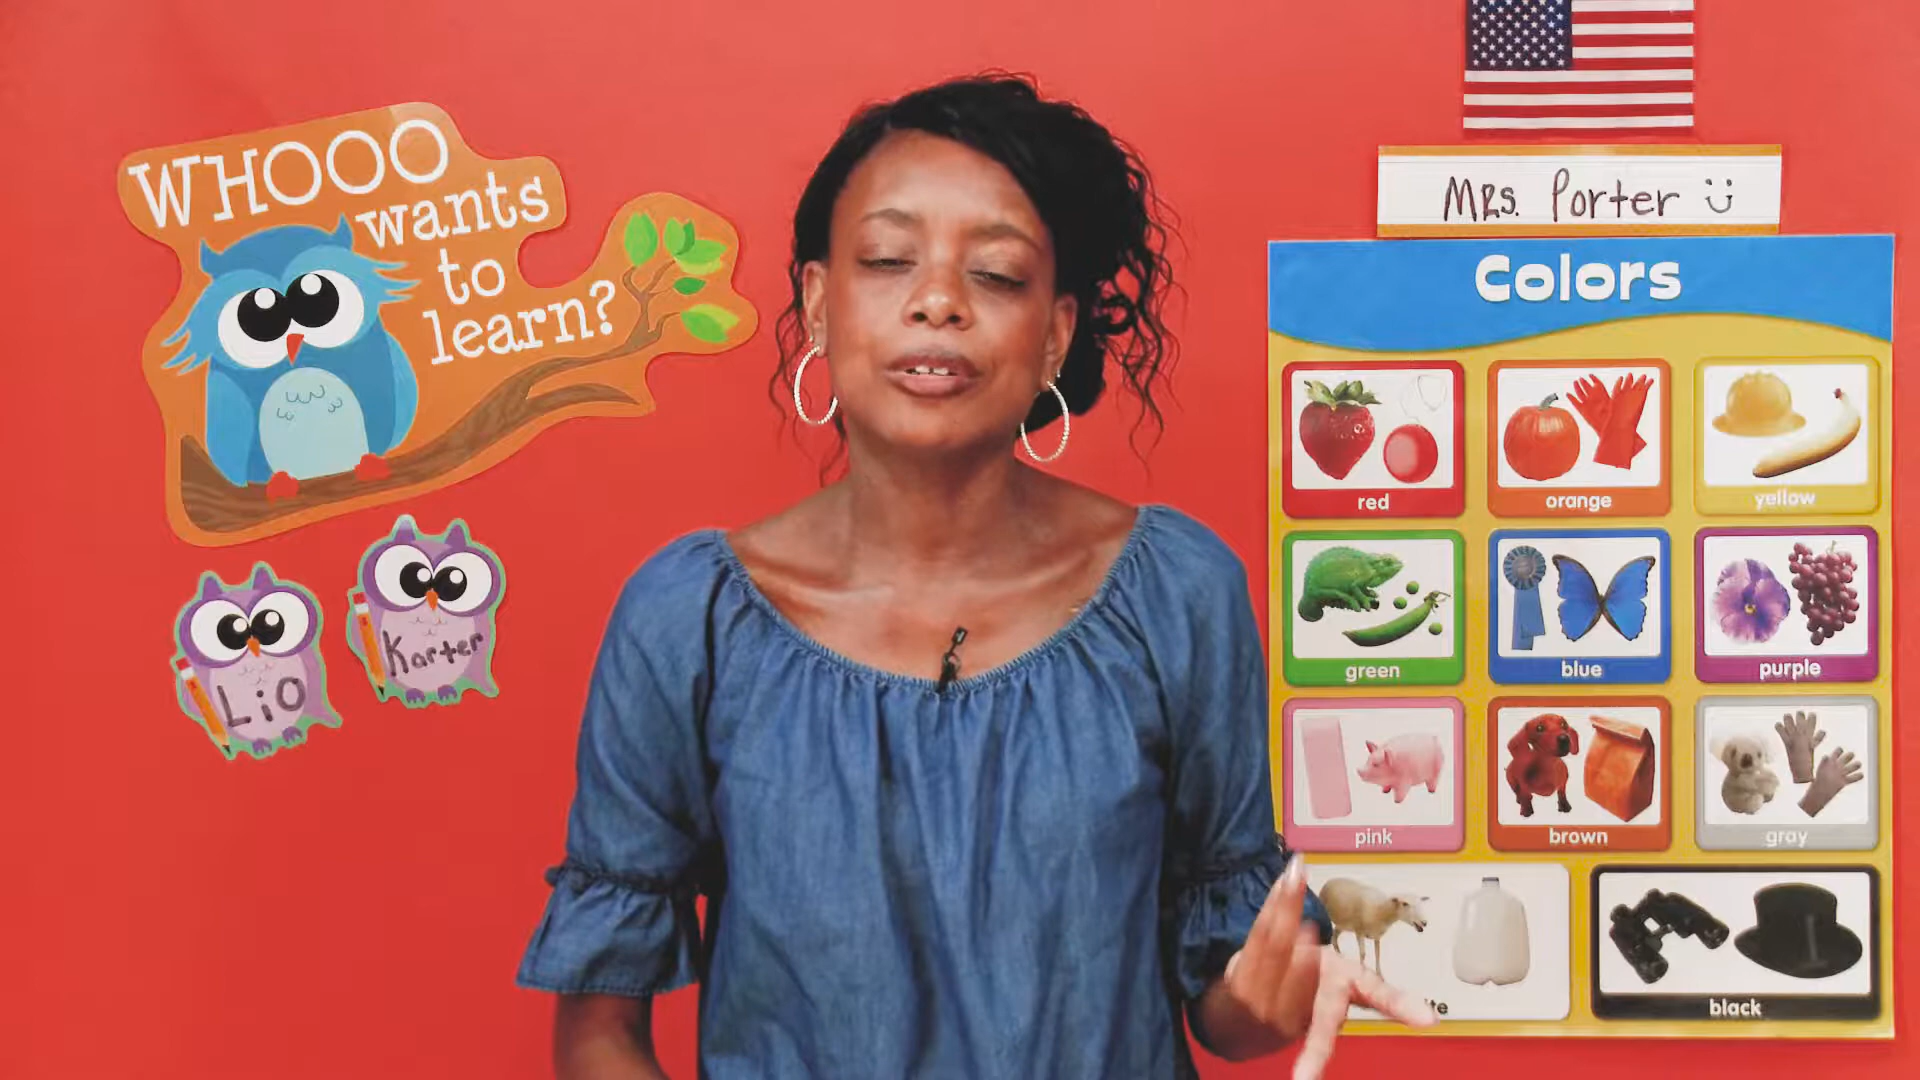 WHOOO
wants
to
learn?
Lio
Karter
Mrs. Porter
Colors
red
orange
yellow
green
blue
purple
pink
brown
gray
black